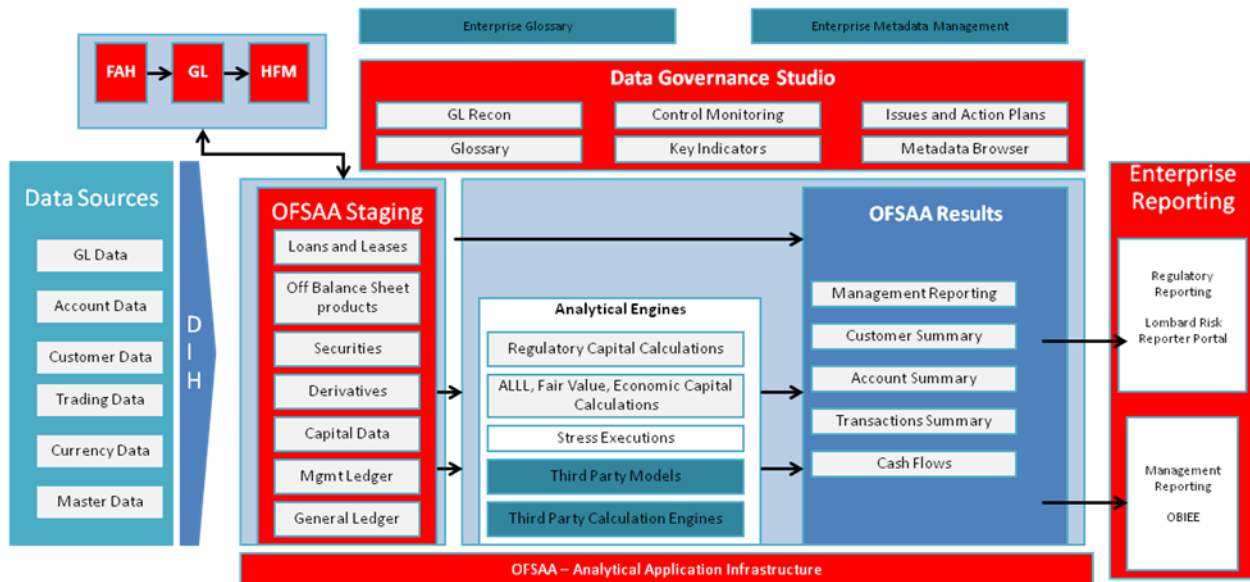 Enterprise Glossary
Enterprise Metadata Management
FAH
GL
HFM
Data Governance Studio
GL Recon
Control Monitoring
Issues and Action Plans
Glossary
Key Indicators
Metadata Browser
Data Sources
GL Data
Account Data
Customer Data
Trading Data
Currency Data
Master Data
D
I
H
OFSAA Staging
Loans and Leases
Off Balance Sheet
products
Securities
Derivatives
Capital Data
Mgmt Ledger
General Ledger
Analytical Engines
Regulatory Capital Calculations
ALLL, Fair Value, Economic Capital
Calculations
Stress Executions
Third Party Models
Third Party Calculation Engines
OFSAA Results
Management Reporting
Customer Summary
Account Summary
Transactions Summary
Cash Flows
Enterprise
Reporting
Regulatory
Reporting
Lombard Risk
Reporter Portal
Management
Reporting
OBIEE
OFSAA – Analytical Application Infrastructure